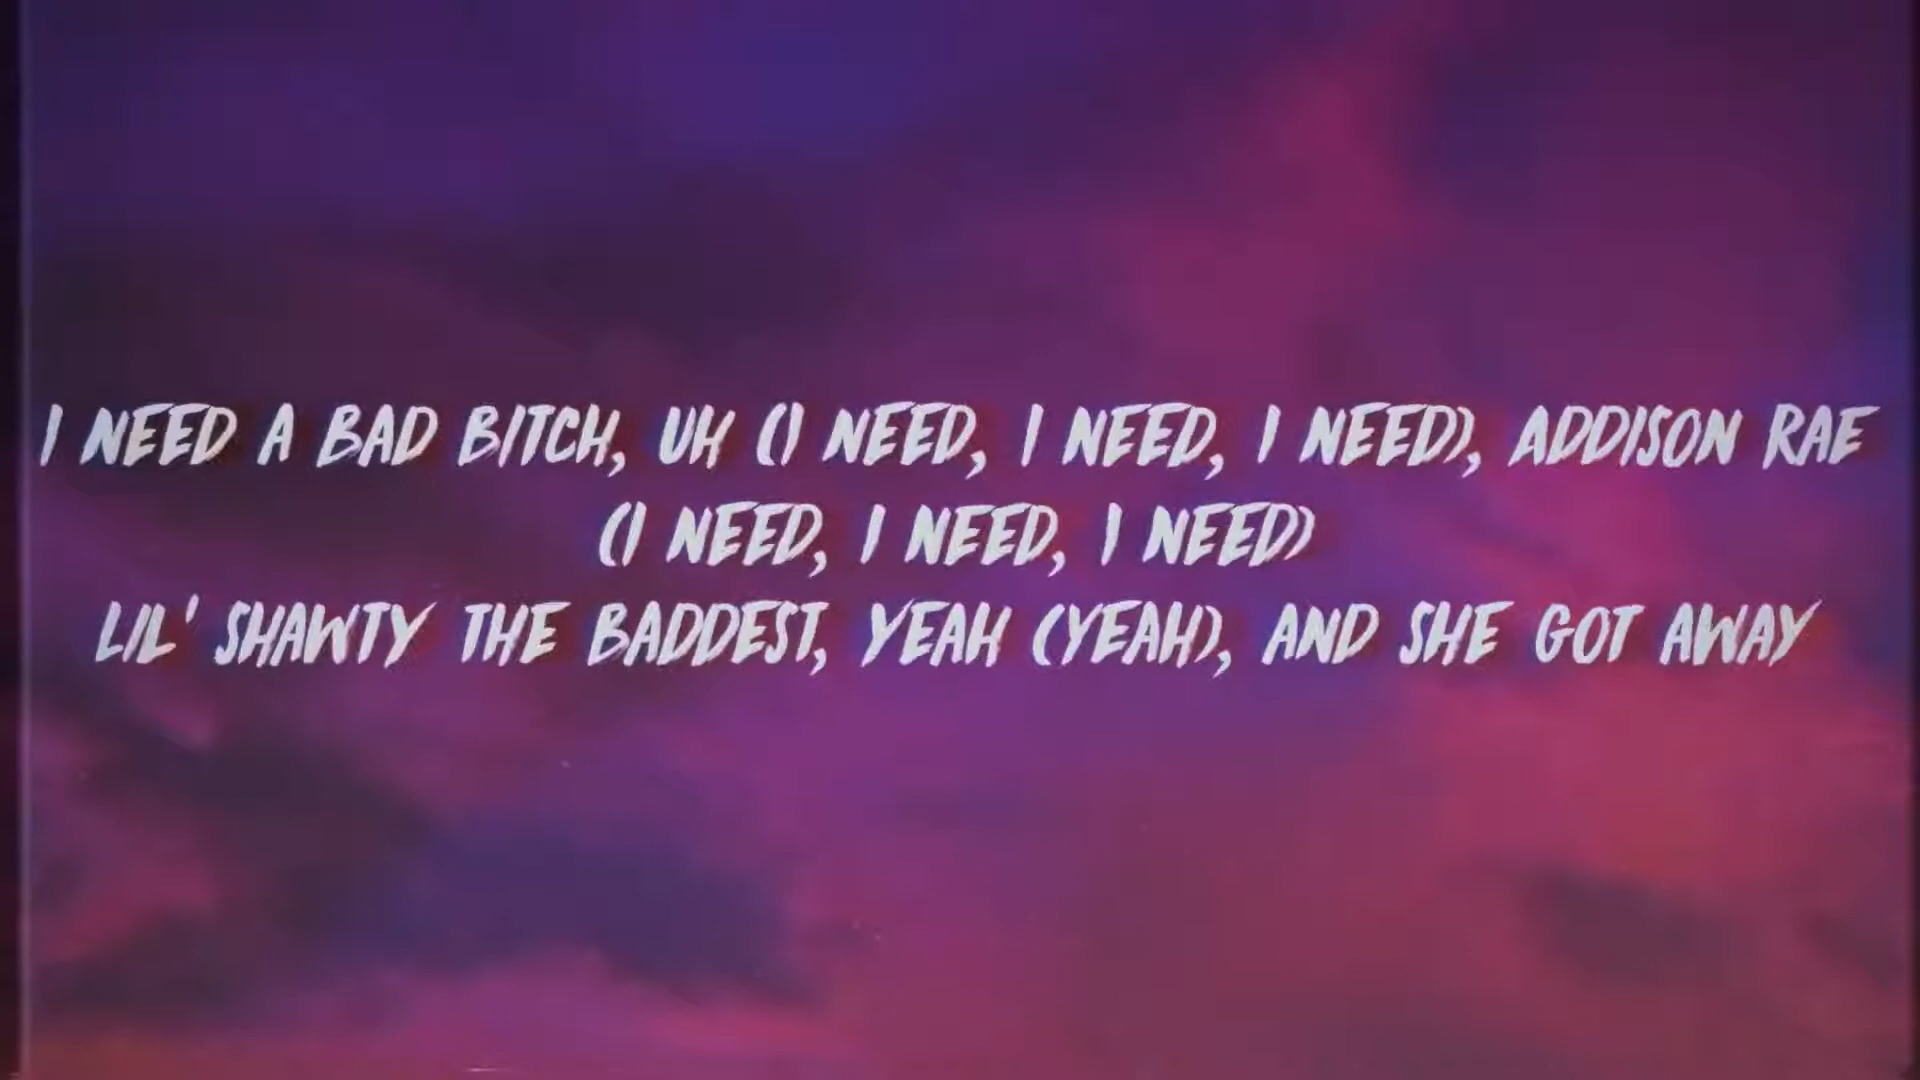 I NEED A BAD BITCH, UH (I NEED, I NEED, I NEED), ADDISON RAE
(I NEED, I NEED, I NEED)
LIL' SHAWTY THE BADDEST, YEAH (YEAH), AND SHE GOT AWAY